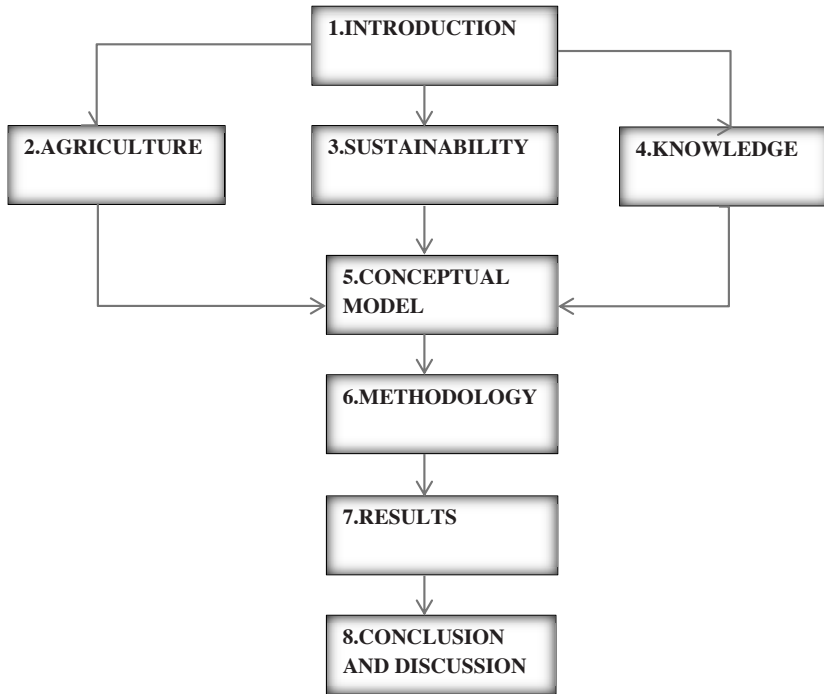 1.INTRODUCTION
2.AGRICULTURE
3.SUSTAINABILITY
4.KNOWLEDGE
5.CONCEPTUAL
MODEL
6.METHODOLOGY
7.RESULTS
8.CONCLUSION
AND DISCUSSION